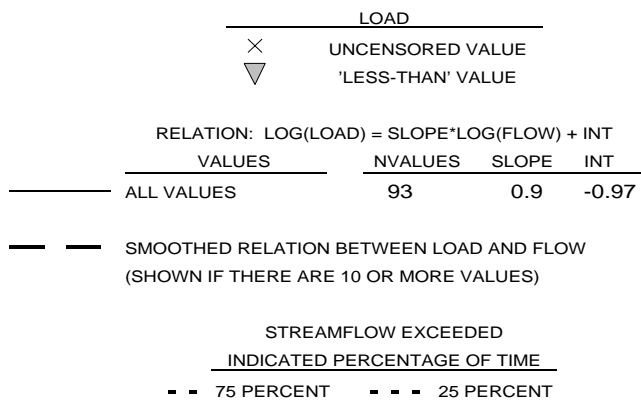 LOAD
UNCENSORED VALUE
'LESS-THAN' VALUE
RELATION: LOG(LOAD) = SLOPE*LOG(FLOW) + INT
VALUES NVALUES SLOPE INT
ALL VALUES 93 0.9 -0.97
SMOOTHED RELATION BETWEEN LOAD AND FLOW
(SHOWN IF THERE ARE 10 OR MORE VALUES)
STREAMFLOW EXCEEDED
INDICATED PERCENTAGE OF TIME
75 PERCENT 25 PERCENT